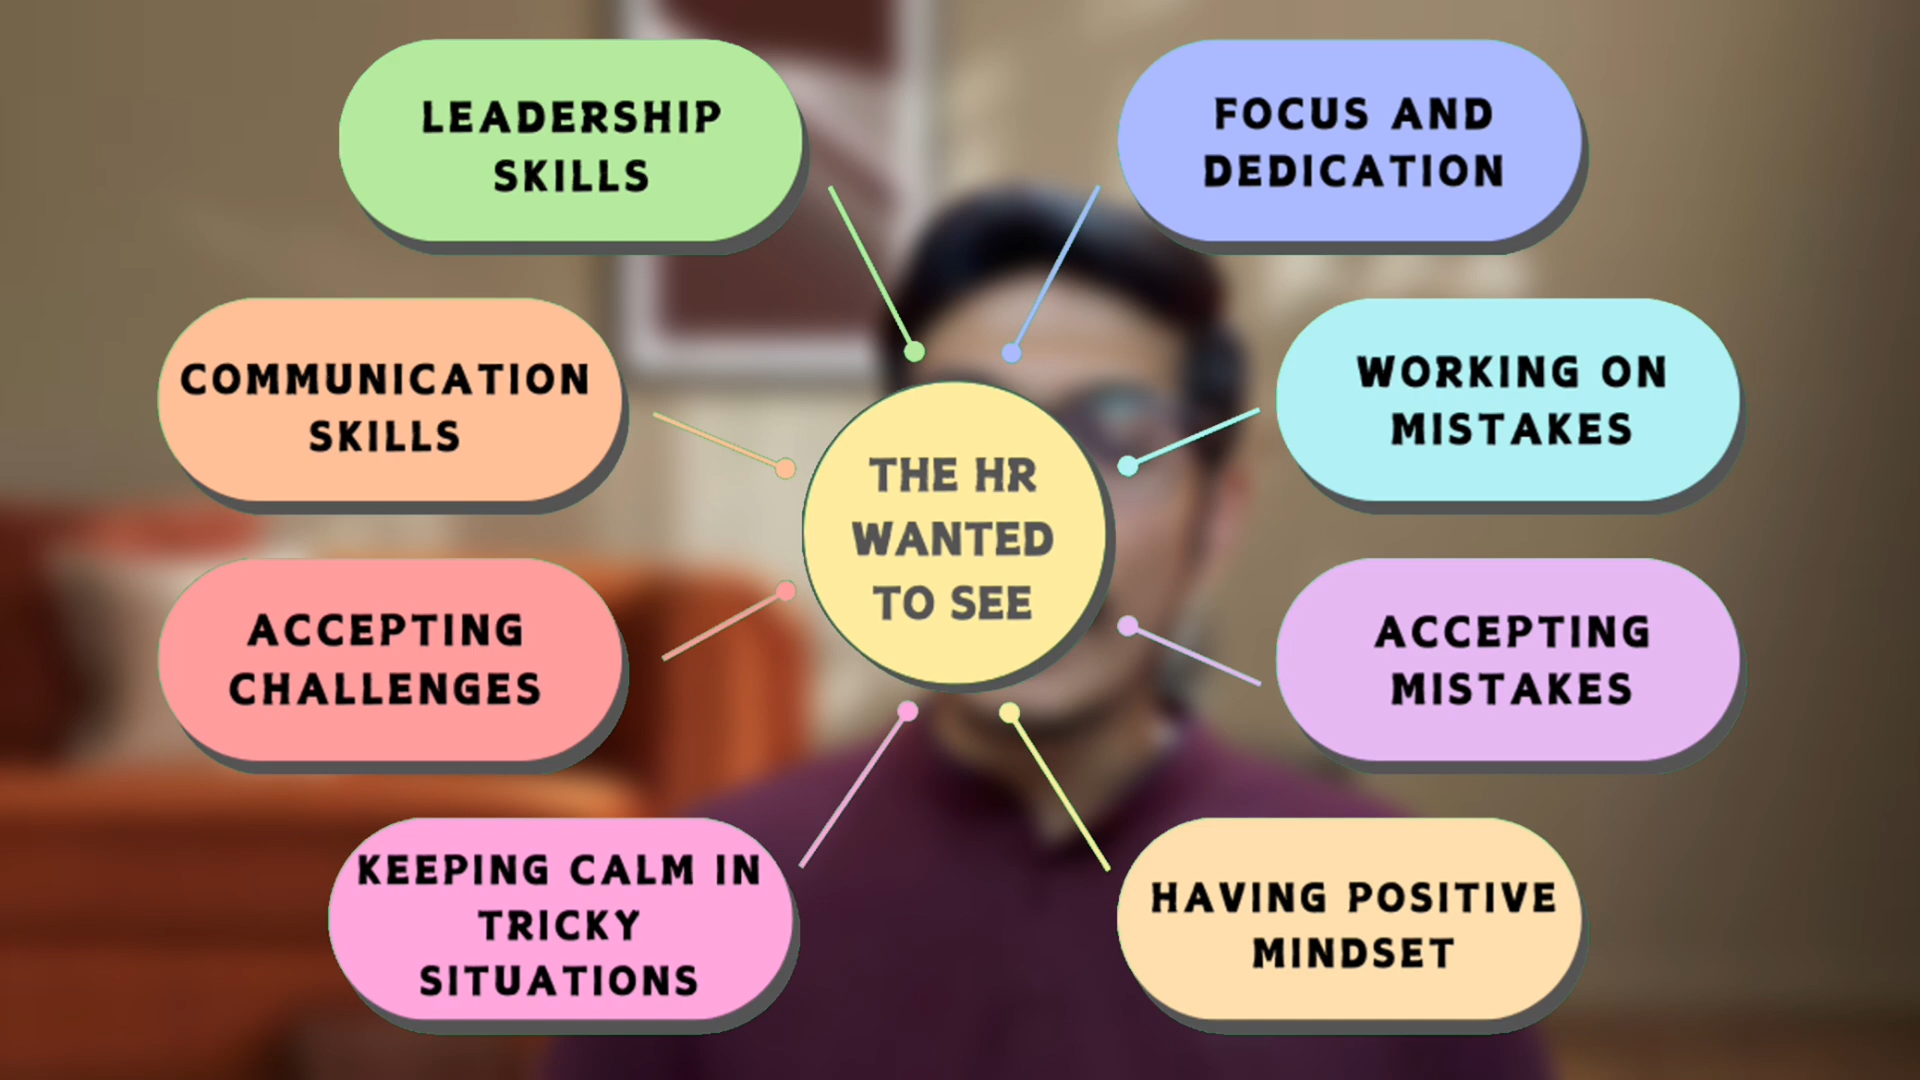 LEADERSHIP
SKILLS
FOCUS AND
DEDICATION
COMMUNICATION
SKILLS
WORKING ON
MISTAKES
THE HR
WANTED
TO SEE
ACCEPTING
CHALLENGES
ACCEPTING
MISTAKES
KEEPING CALM IN
TRICKY
SITUATIONS
HAVING POSITIVE
MINDSET